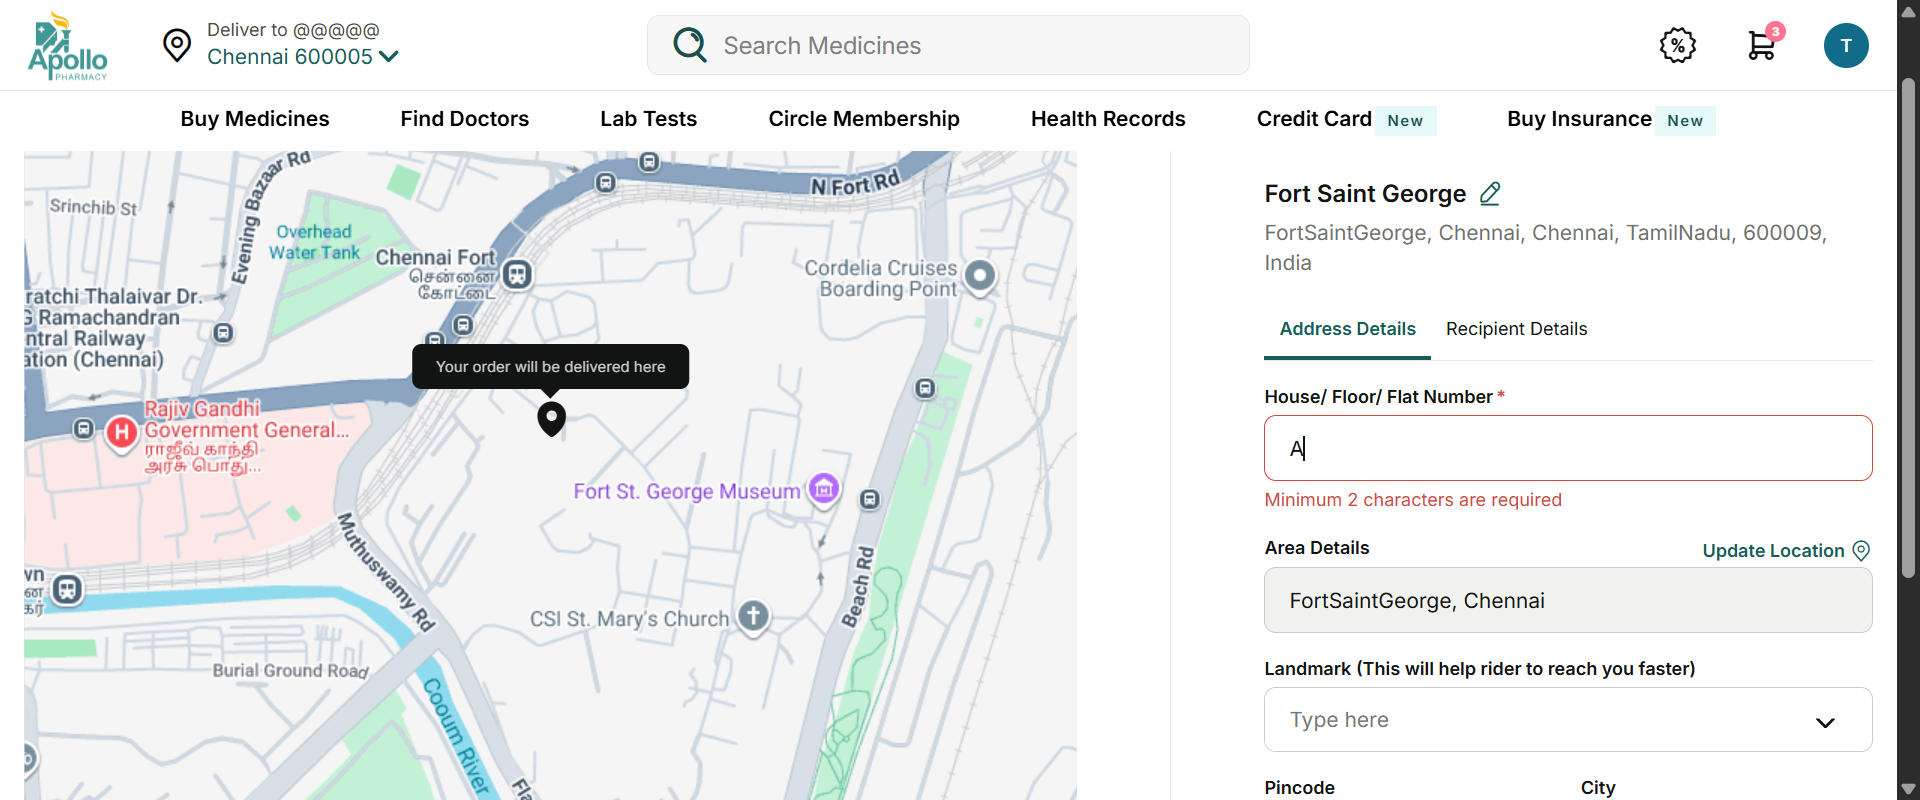 Apollo
PHARMACY
Deliver to @@@@@
Chennai 600005
Search Medicines
3
T
Buy Medicines
Find Doctors
Lab Tests
Circle Membership
Health Records
Credit Card New
Buy Insurance New
Srinchib St
Evening Bazaar Rd
Overhead
Water Tank
Chennai Fort
சென்னை
கோட்டை
N Fort Rd
Cordelia Cruises
Boarding Point
ratchi Thalaivar Dr.
G Ramachandran
ntral Railway
ation (Chennai)
Your order will be delivered here
Rajiv Gandhi
Government General...
ராஜீவ் காந்தி
அரசு பொது...
H
Fort St. George Museum
Muthuswamy Rd
Beach Rd
CSI St. Mary's Church
Burial Ground Road
Cooum River
Fla
wn
Fort Saint George
FortSaintGeorge, Chennai, Chennai, TamilNadu, 600009,
India
Address Details
Recipient Details
House/ Floor/ Flat Number *
A
Minimum 2 characters are required
Area Details
Update Location
FortSaintGeorge, Chennai
Landmark (This will help rider to reach you faster)
Type here
Pincode
City